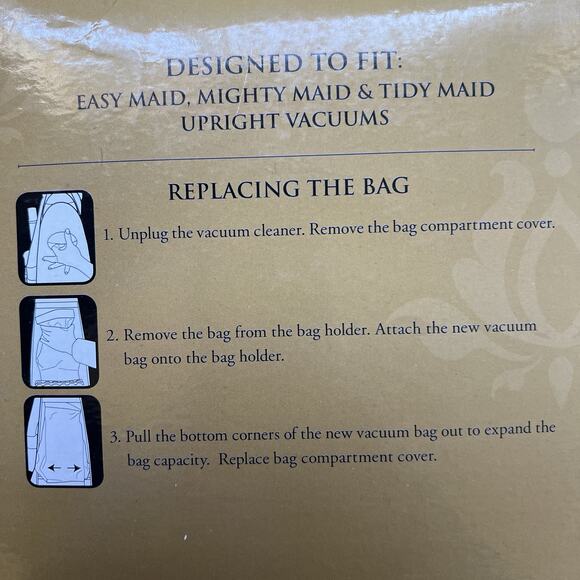 DESIGNED TO FIT:
EASY MAID, MIGHTY MAID & TIDY MAID
UPRIGHT VACUUMS
REPLACING THE BAG
1. Unplug the vacuum cleaner. Remove the bag compartment cover.
2. Remove the bag from the bag holder. Attach the new vacuum
bag onto the bag holder.
3. Pull the bottom corners of the new vacuum bag out to expand the
bag capacity. Replace bag compartment cover.